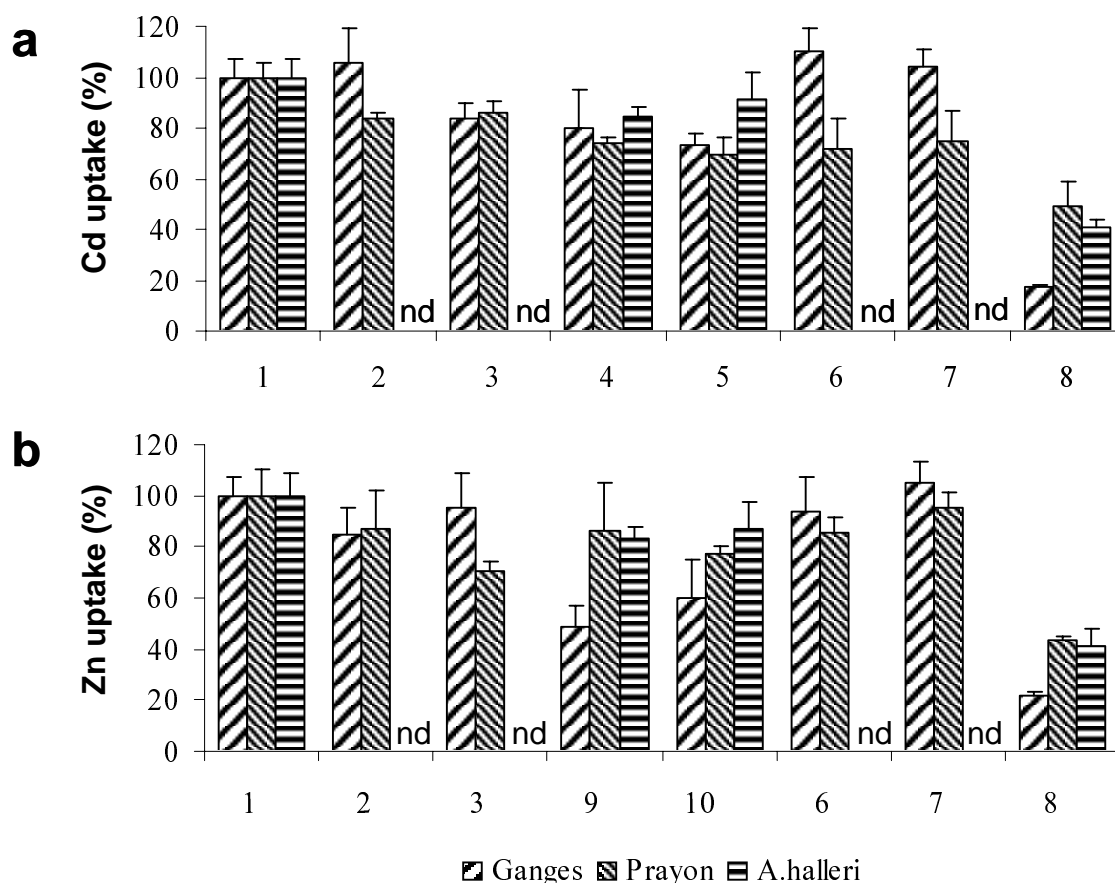 a
Cd uptake (%)
120
100
80
60
40
20
0
nd nd nd nd
1 2 3 4 5 6 7 8
b
Zn uptake (%)
120
100
80
60
40
20
0
nd nd nd nd
1 2 3 9 10 6 7 8
Ganges Prayon A.halleri